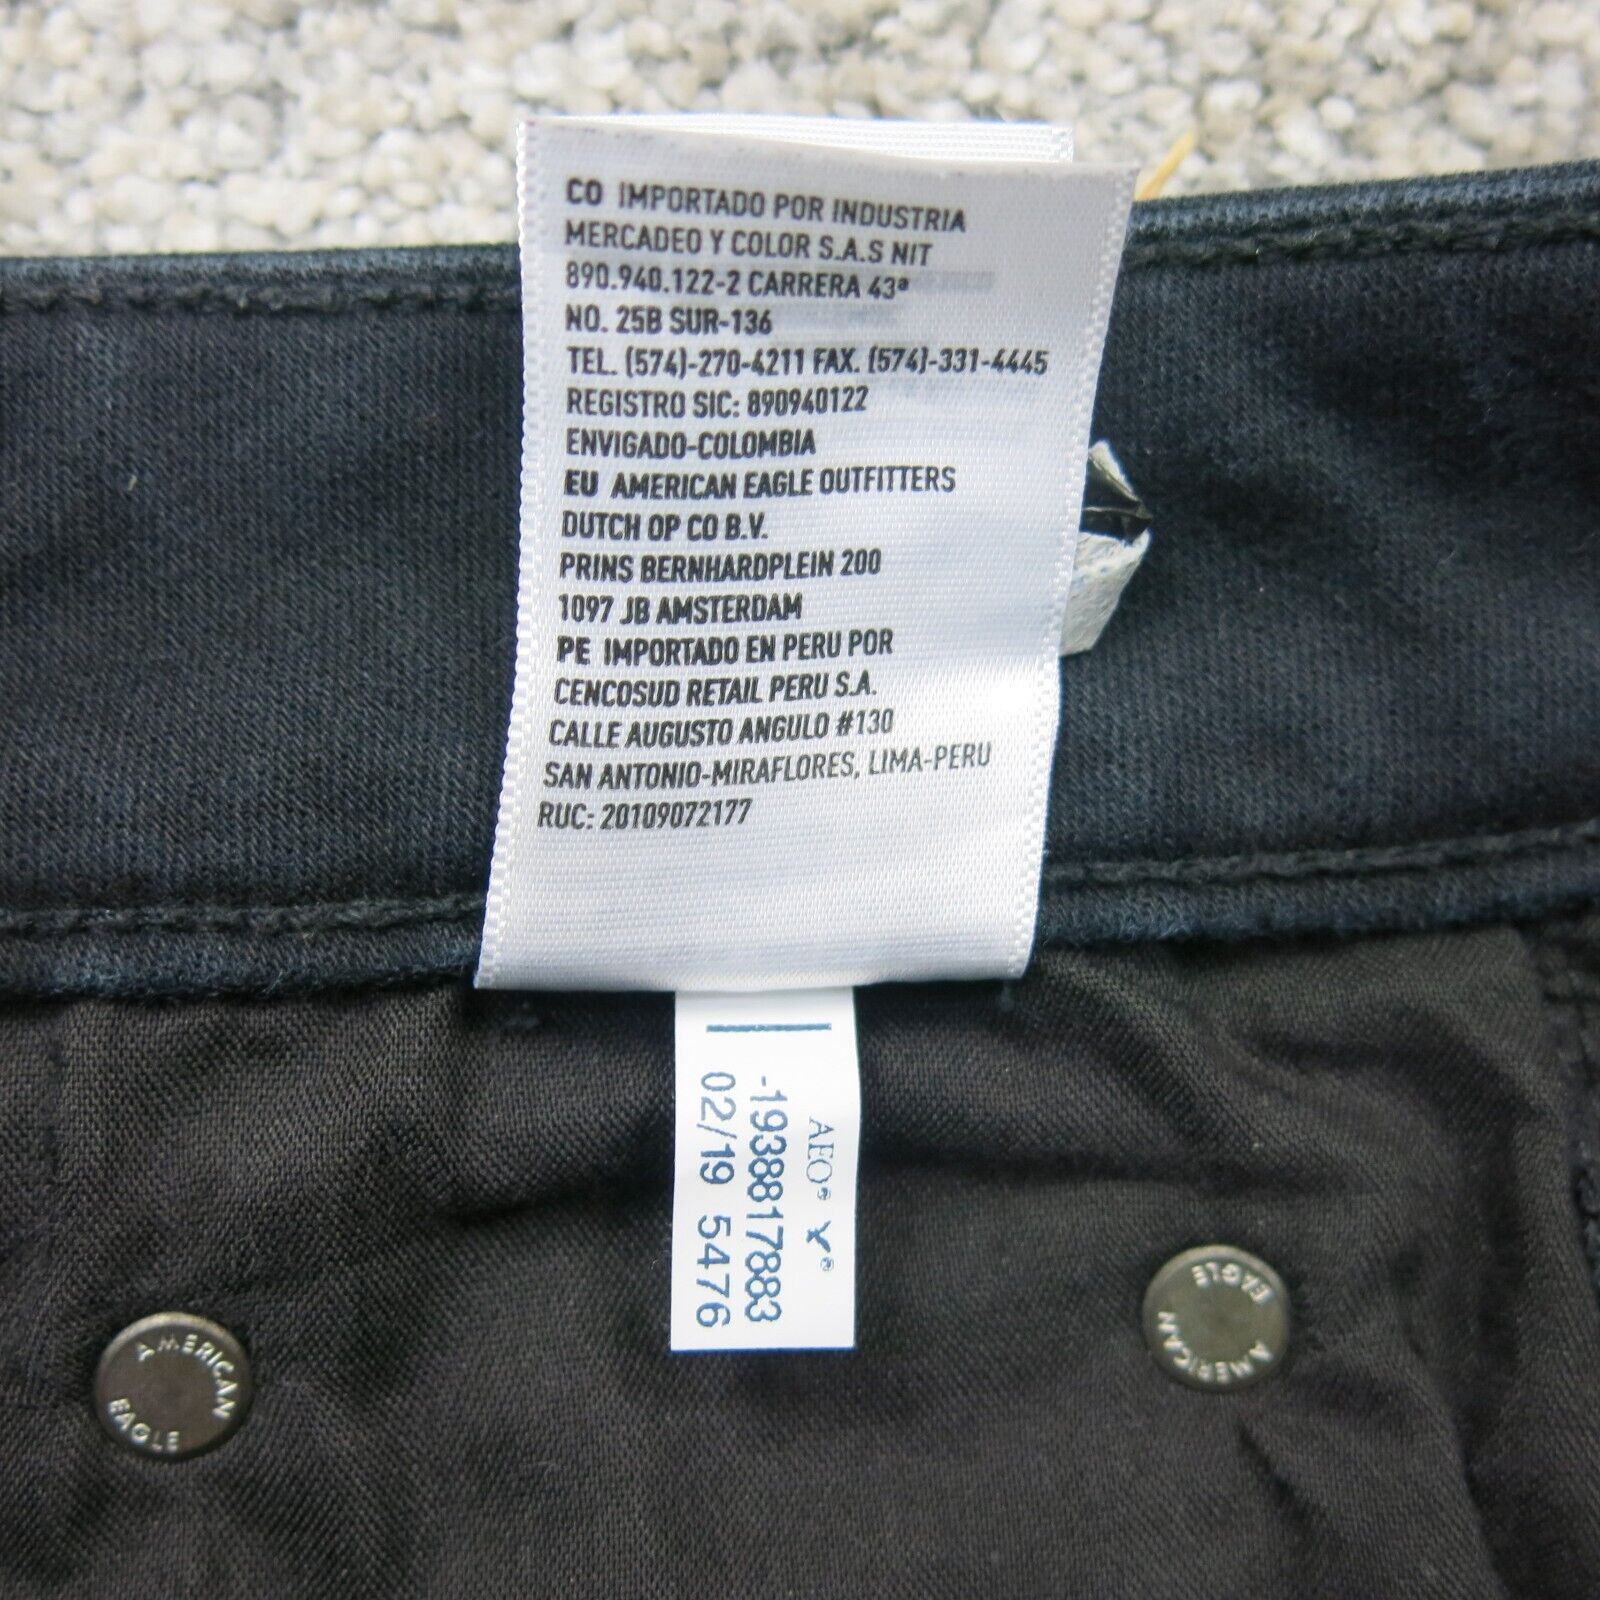 CO IMPORTADO POR INDUSTRIA
MERCADEO Y COLOR S.A.S NIT
890.940.122-2 CARRERA 43ª
NO. 25B SUR-136
TEL. (574)-270-4211 FAX. (574)-331-4445
REGISTRO SIC: 890940122
ENVIGADO-COLOMBIA
EU AMERICAN EAGLE OUTFITTERS
DUTCH OP CO B.V.
PRINS BERNHARDPLEIN 200
1097 JB AMSTERDAM
PE IMPORTADO EN PERU POR
CENCOSUD RETAIL PERU S.A.
CALLE AUGUSTO ANGULO #130
SAN ANTONIO-MIRAFLORES, LIMA-PERU
RUC: 20109072177
AEO® ®
-1938817883
02/19 5476
AMERICAN
EAGLE
AMERICAN
EAGLE